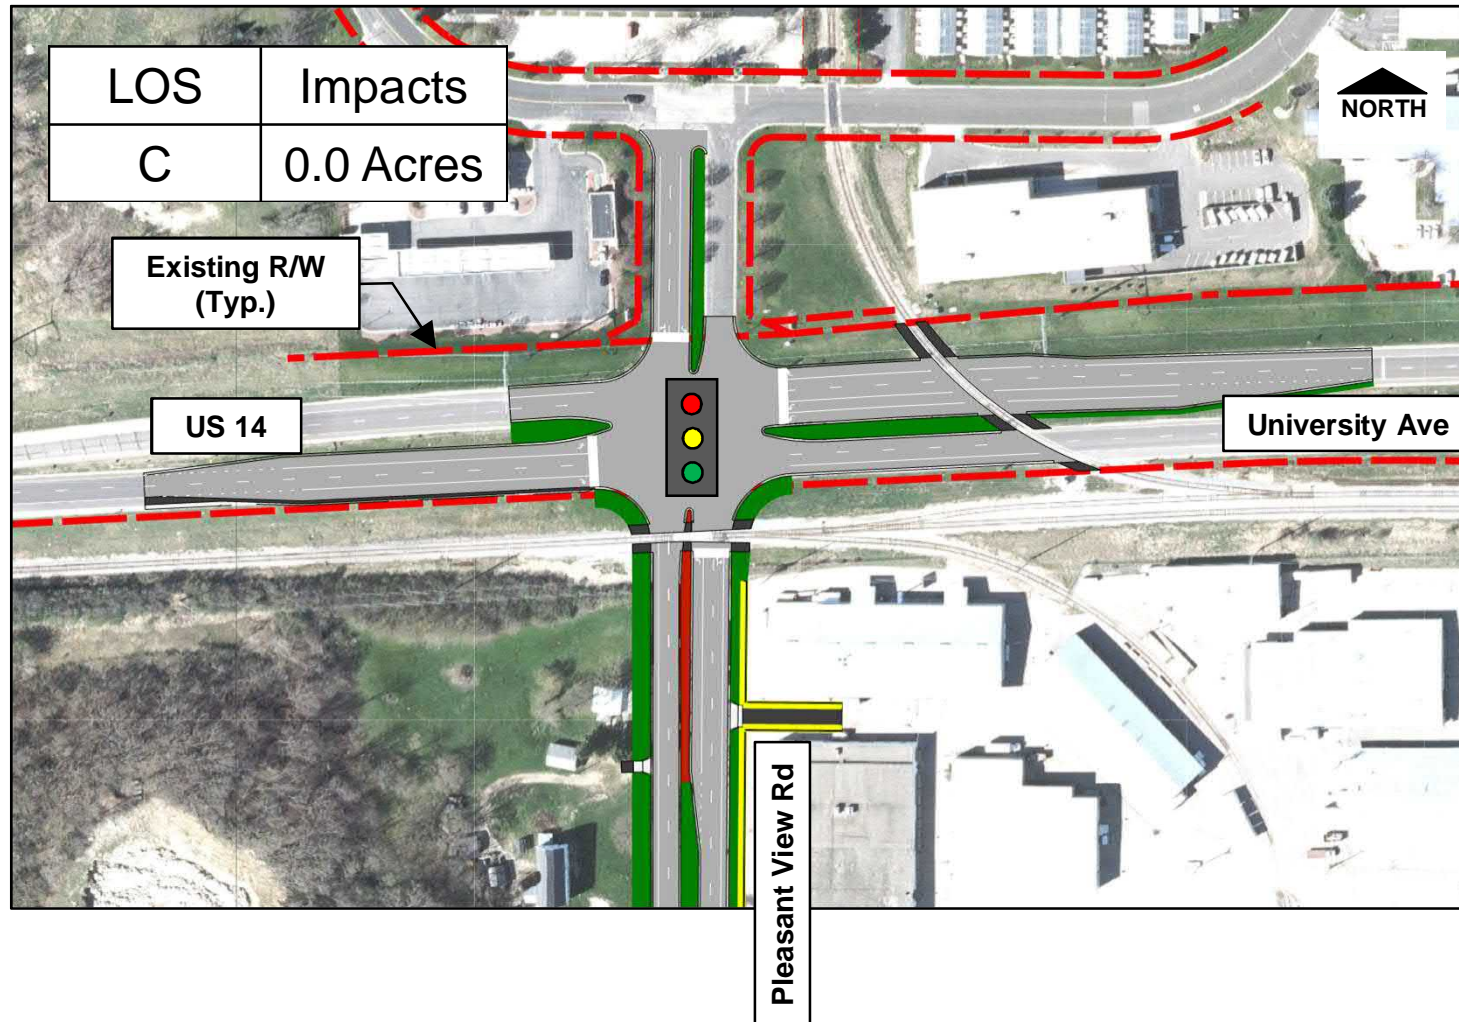 LOS Impacts
C 0.0 Acres
NORTH
Existing R/W
(Typ.)
US 14
University Ave
Pleasant View Rd